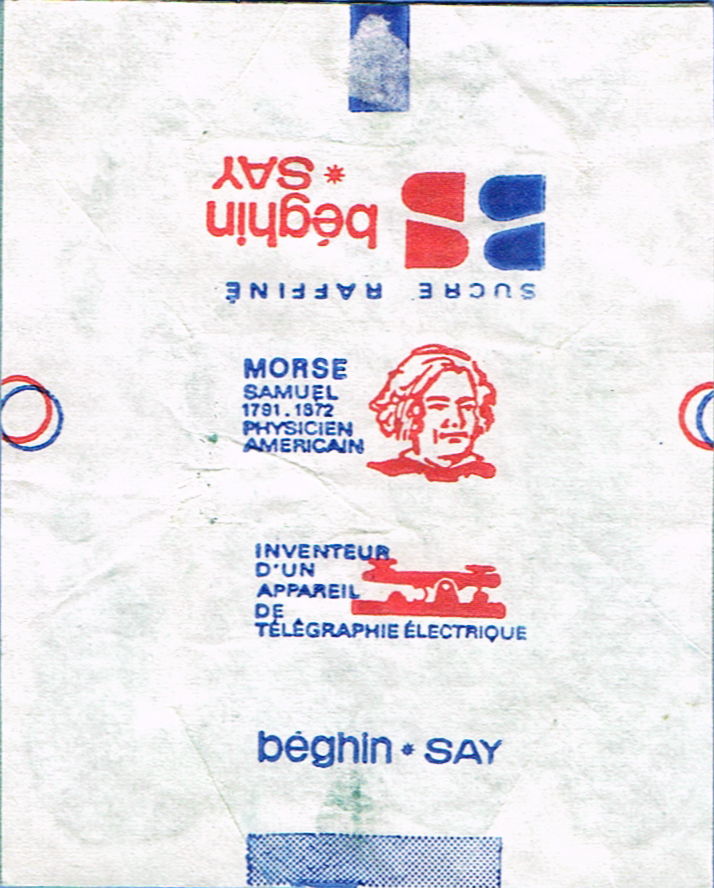 SAY *
béghin
SUCRE RAFFINÉ
MORSE
SAMUEL
1791.1872
PHYSICIEN
AMERICAIN
INVENTEUR
D'UN
APPAREIL
DE
TÉLÉGRAPHIE ÉLECTRIQUE
béghin * SAY